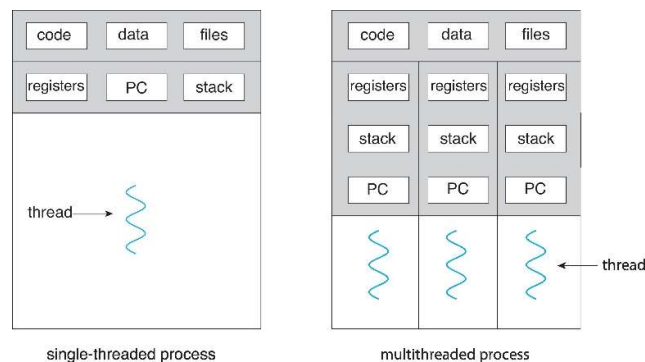 code data files
registers PC stack
thread
single-threaded process
code data files
registers registers registers
stack stack stack
PC PC PC
thread
multithreaded process